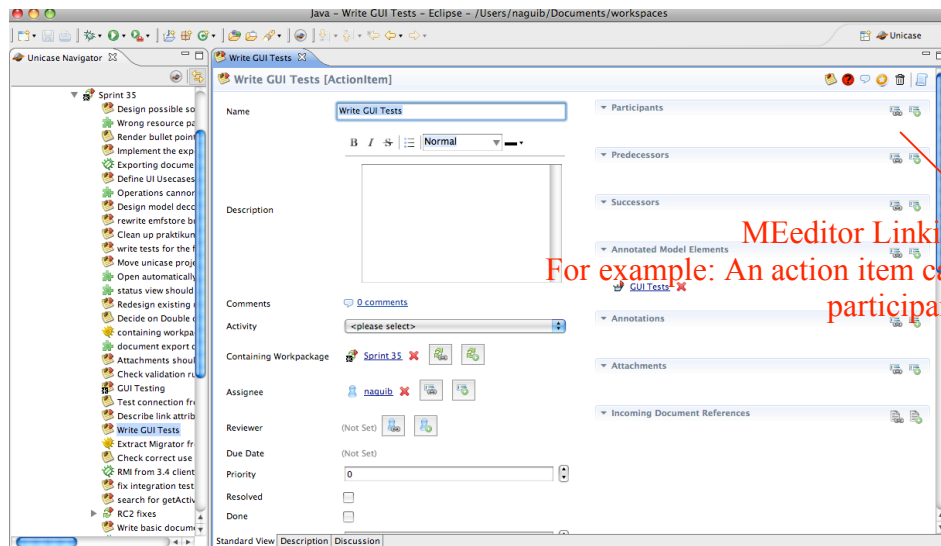 Java – Write GUI Tests – Eclipse – /Users/naguib/Documents/workspaces
Unicase
Unicase Navigator
Write GUI Tests
Sprint 35
Design possible so
Wrong resource pa
Render bullet point
Implement the exp
Exporting docume
Define UI Usecases
Operations cannor
Design model decc
rewrite emfstore b
Clean up praktikun
write tests for the f
Move unicase proje
Open automatically
status view should
Redesign existing
Decide on Double
containing workpa
document export c
Attachments shoul
Check validation ru
GUI Testing
Test connection fr
Describe link attrib
Write GUI Tests
Extract Migrator fr
Check correct use
RMI from 3.4 client
fix integration test
search for getActiv
RC2 fixes
Write basic docum
Write GUI Tests [ActionItem]
Name
Write GUI Tests
B I S Normal
Description
Comments
0 comments
Activity
<please select>
Containing Workpackage
Sprint 35
Assignee
naguib
Reviewer
(Not Set)
Due Date
(Not Set)
Priority
0
Resolved
Done
Participants
Predecessors
Successors
MEeditor Linki
Annotated Model Elements
For example: An action item ca
GUI Tests
participa
Annotations
Attachments
Incoming Document References
Standard View Description Discussion